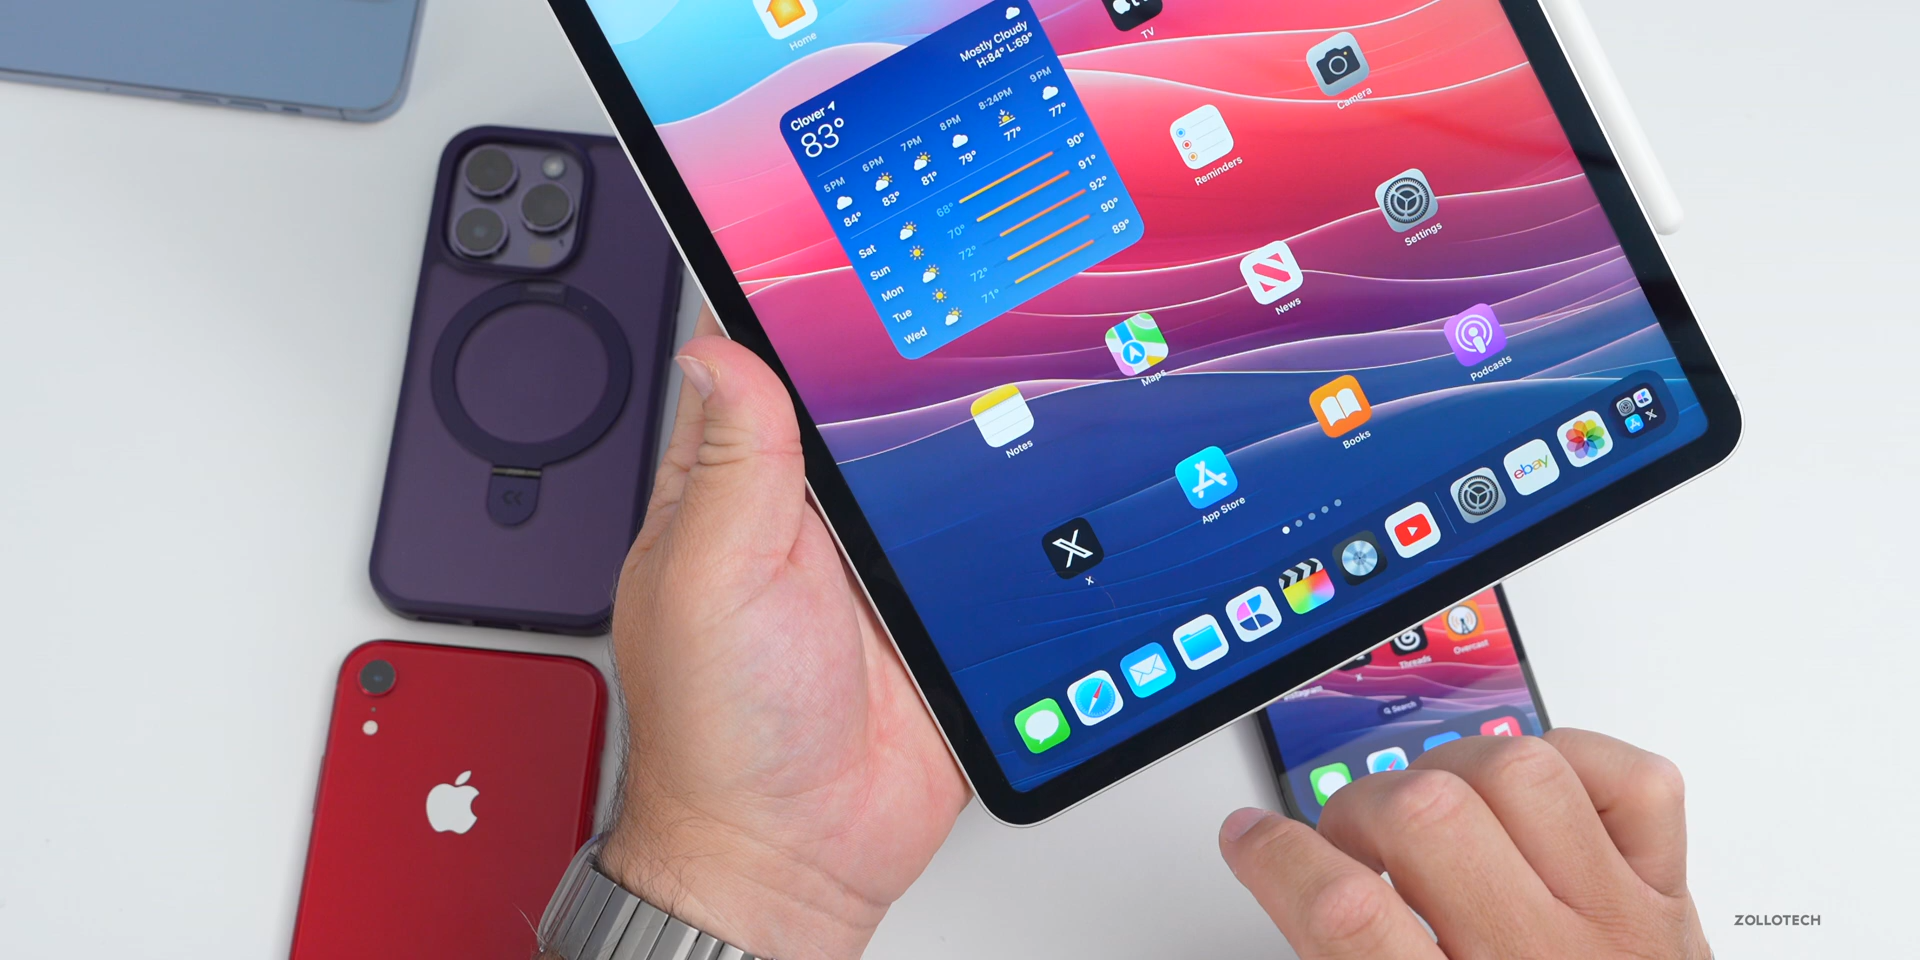 Home
TV
Camera
Reminders
Settings
News
Maps
Podcasts
Notes
Books
App Store
X
Clover
83°
Mostly Cloudy
H:84° L:69°
5PM 6PM 7PM 8PM 8:24PM 9PM
84° 83° 81° 79° 77° 77°
Sat 68° 90°
Sun 70° 91°
Mon 72° 92°
Tue 72° 90°
Wed 71° 89°
ebay
Threads
Overcast
X
Instagram
Search
ZOLLOTECH